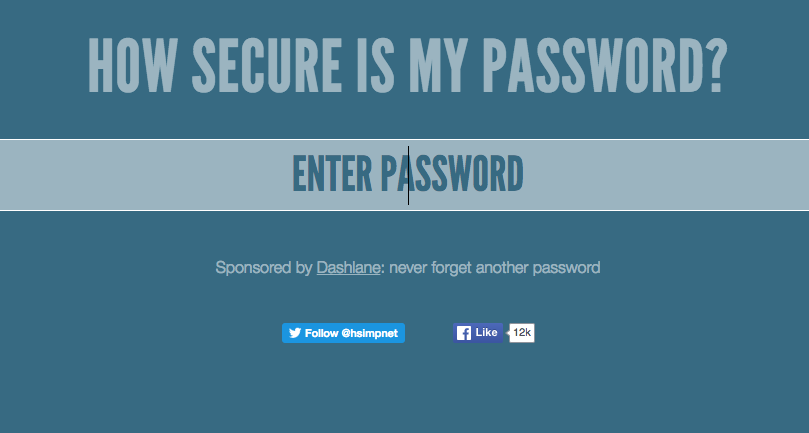 HOW SECURE IS MY PASSWORD?
ENTER PASSWORD
Sponsored by Dashlane: never forget another password
Follow @hsimpnet Like 12k